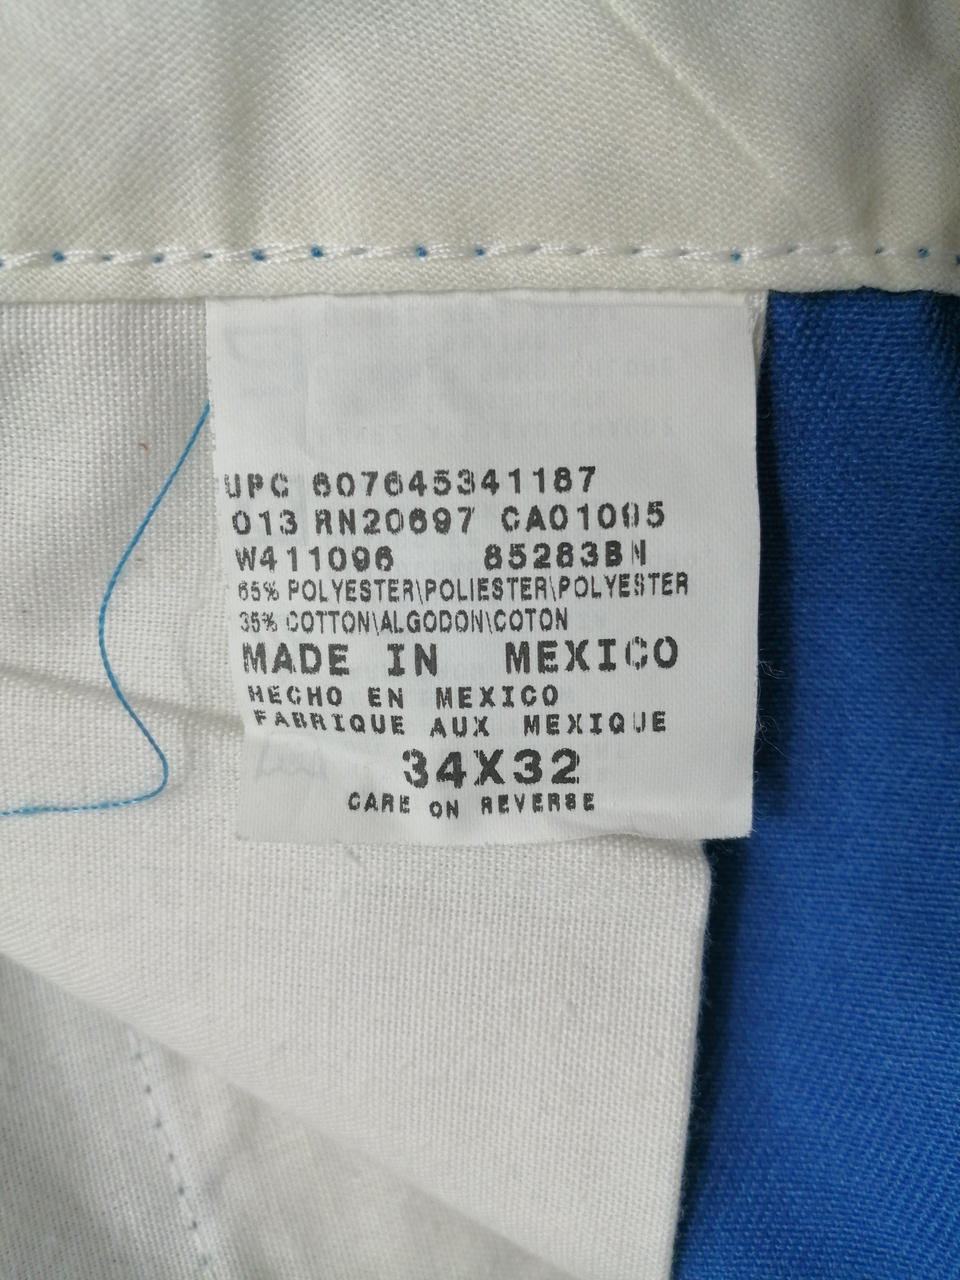 UPC 607645341187
013 RN20697 CA01085
W411096 85283BN
65% POLYESTER\POLIESTER\POLYESTER
35% COTTON\ALGODON\COTON
MADE IN MEXICO
HECHO EN MEXICO
FABRIQUE AUX MEXIQUE
34X32
CARE ON REVERSE